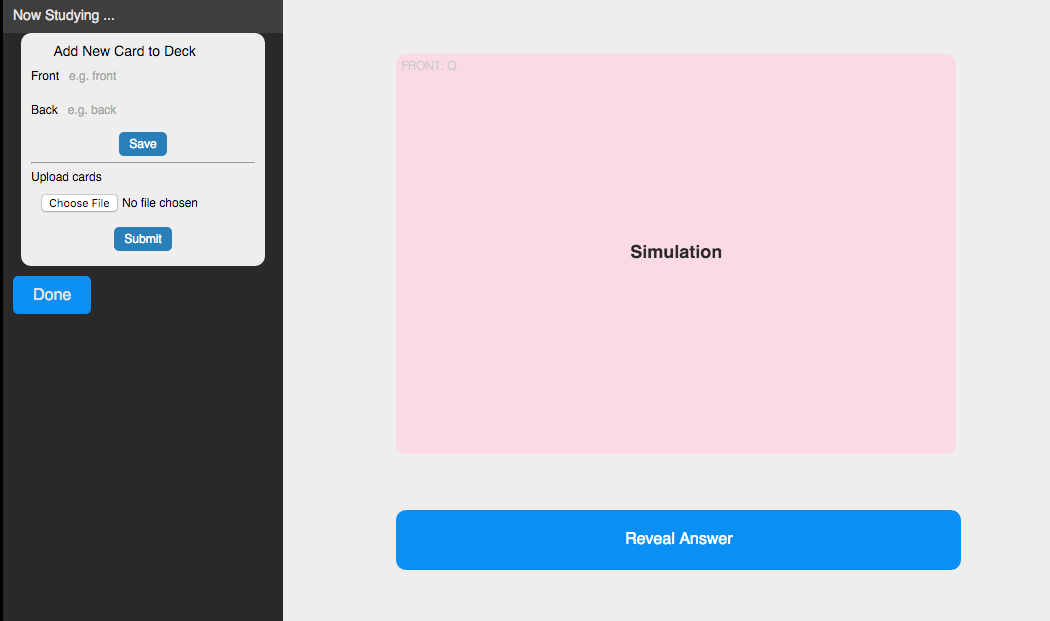 Now Studying ...
Add New Card to Deck
Front e.g. front
Back e.g. back
Save
Upload cards
Choose File No file chosen
Submit
Done
FRONT: Q.
Simulation
Reveal Answer